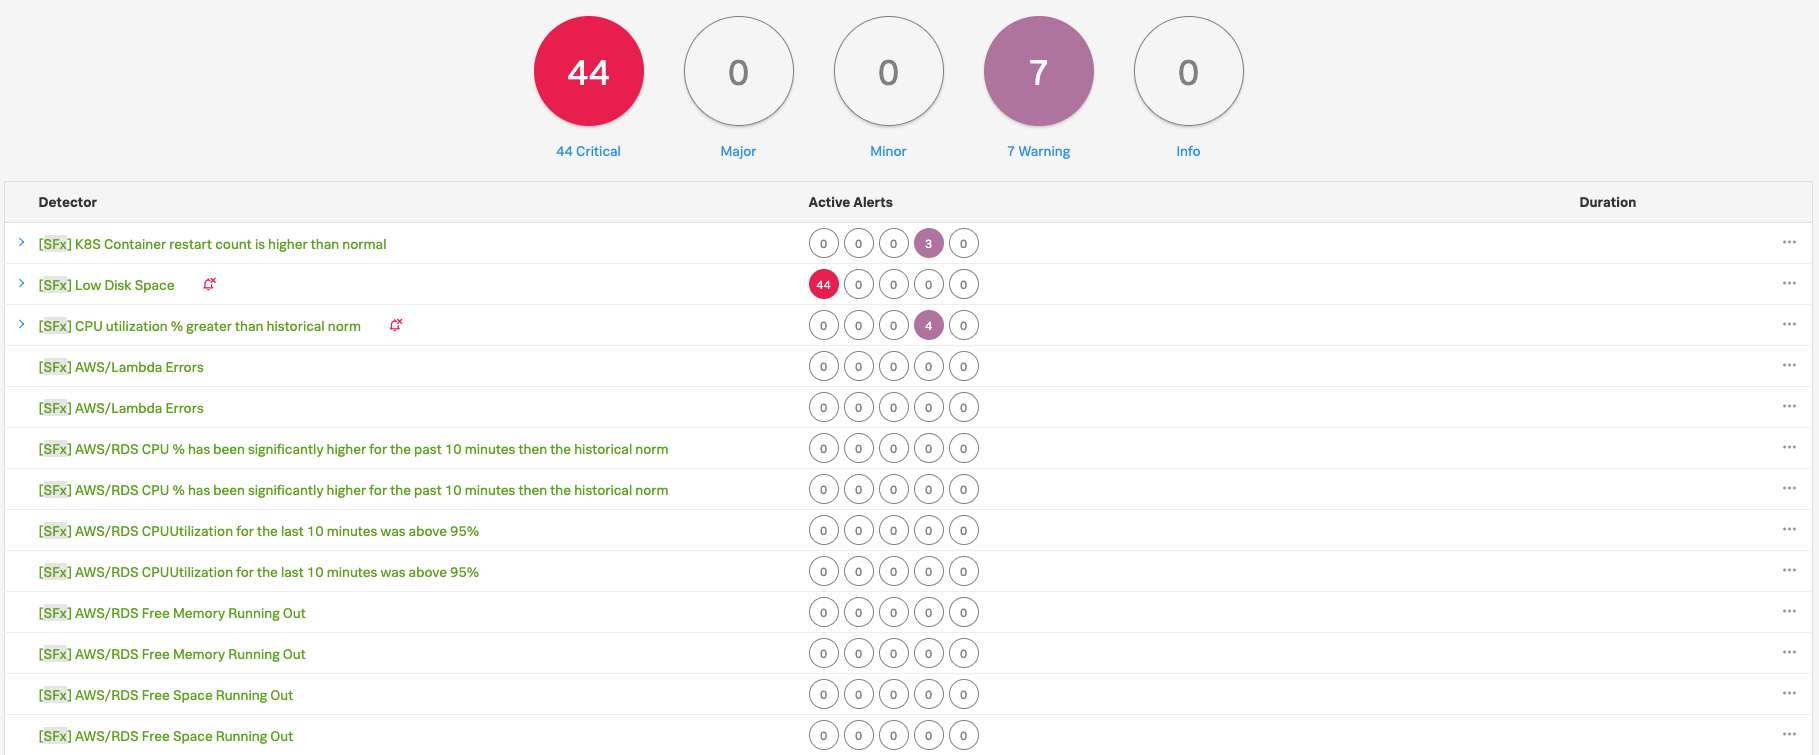 44 0 0 7 0
44 Critical Major Minor 7 Warning Info
Detector Active Alerts Duration
[SFx] K8S Container restart count is higher than normal 0 0 0 3 0
[SFx] Low Disk Space 44 0 0 0 0
[SFx] CPU utilization % greater than historical norm 0 0 0 4 0
[SFx] AWS/Lambda Errors 0 0 0 0 0
[SFx] AWS/Lambda Errors 0 0 0 0 0
[SFx] AWS/RDS CPU % has been significantly higher for the past 10 minutes then the historical norm 0 0 0 0 0
[SFx] AWS/RDS CPU % has been significantly higher for the past 10 minutes then the historical norm 0 0 0 0 0
[SFx] AWS/RDS CPUUtilization for the last 10 minutes was above 95% 0 0 0 0 0
[SFx] AWS/RDS CPUUtilization for the last 10 minutes was above 95% 0 0 0 0 0
[SFx] AWS/RDS Free Memory Running Out 0 0 0 0 0
[SFx] AWS/RDS Free Memory Running Out 0 0 0 0 0
[SFx] AWS/RDS Free Space Running Out 0 0 0 0 0
[SFx] AWS/RDS Free Space Running Out 0 0 0 0 0